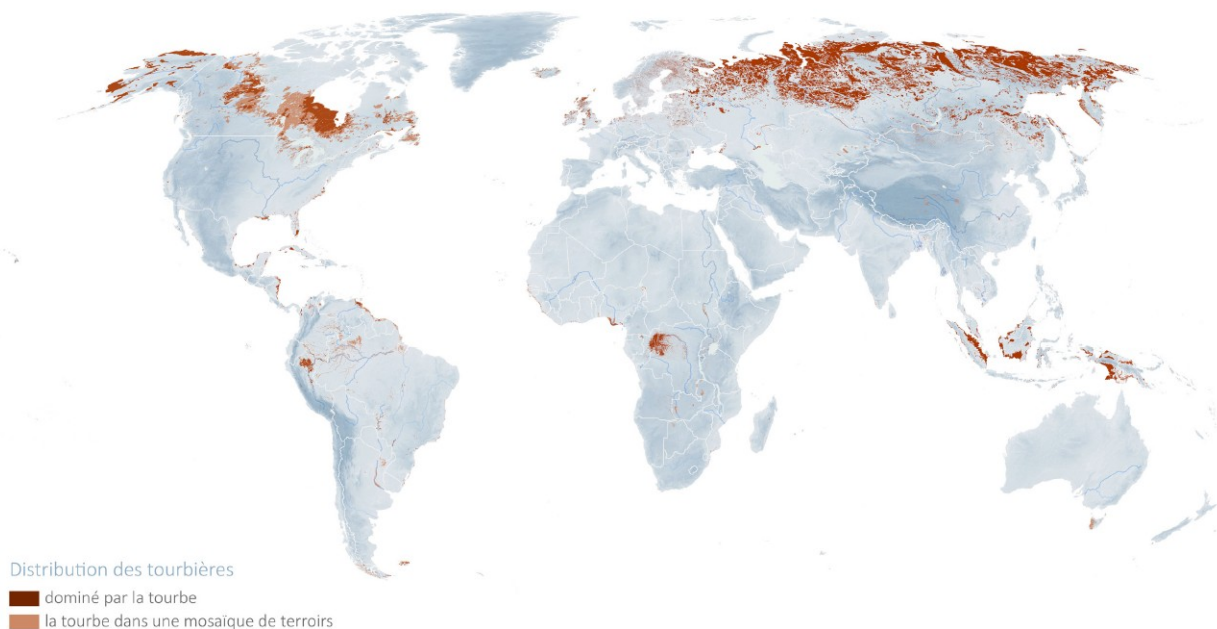 Distribution des tourbières
dominé par la tourbe
la tourbe dans une mosaïque de terroirs